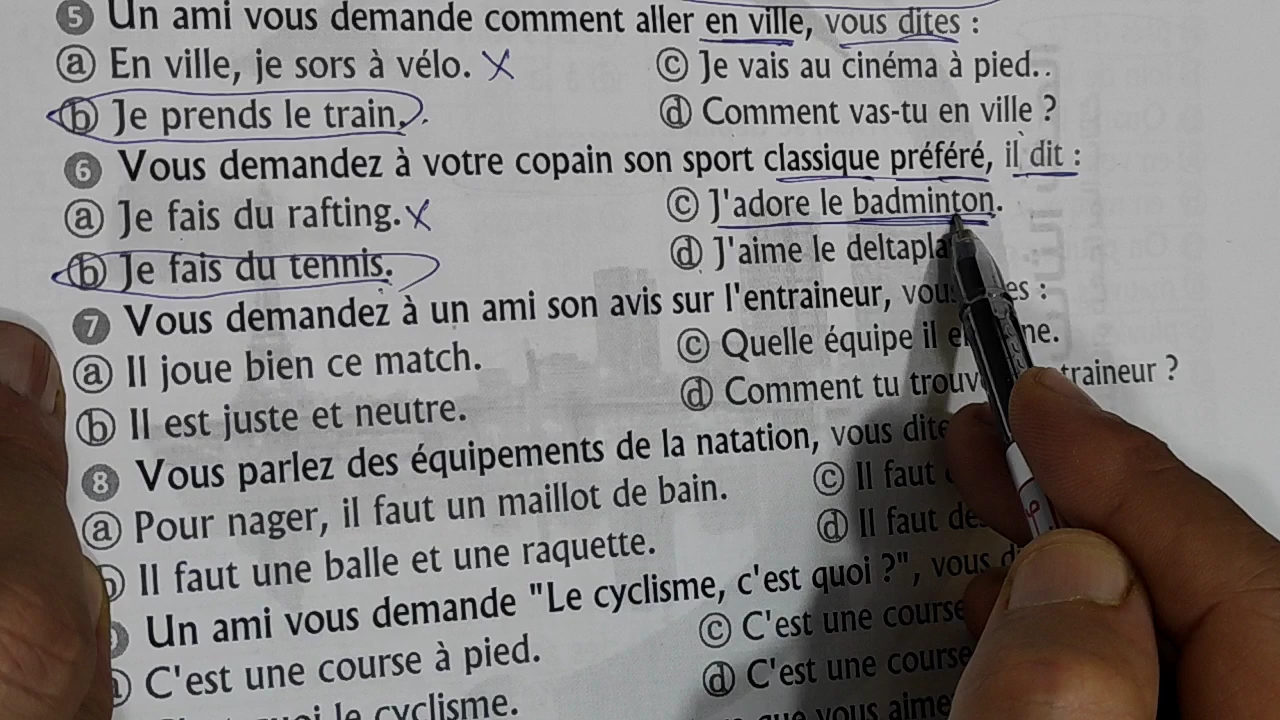 5 Un ami vous demande comment aller en ville, vous dites :
ⓐ En ville, je sors à vélo.
ⓒ Je vais au cinéma à pied..
ⓑ Je prends le train.
ⓓ Comment vas-tu en ville ?
6 Vous demandez à votre copain son sport classique préféré, il dit :
ⓐ Je fais du rafting.
ⓒ J'adore le badminton.
ⓑ Je fais du tennis.
ⓓ J'aime le
7 Vous demandez à un ami son avis sur l'entraineur, :
ⓐ Il joue bien ce match.
ⓒ Quelle équipe il
ⓑ Il est juste et neutre.
ⓓ Comment tu ?
8 Vous parlez des équipements de la natation, vous
ⓐ Pour nager, il faut un maillot de bain.
ⓒ Il faut
Il faut une balle et une raquette.
ⓓ Il faut
Un ami vous demande "Le cyclisme, c'est quoi ?", vous
C'est une course à pied.
ⓒ C'est une course
le cyclisme.
ⓓ C'est une course
que vous